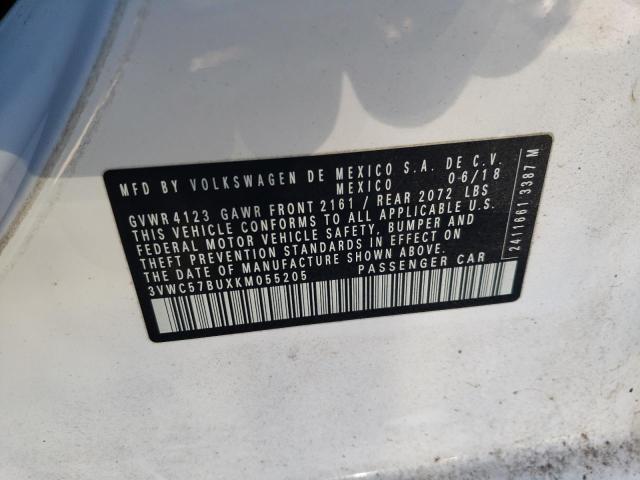 MFD BY VOLKSWAGEN DE MEXICO S.A. DE C.V.
MEXICO 06/18
GVWR 4123 GAWR FRONT 2161 / REAR 2072 LBS
THIS VEHICLE CONFORMS TO ALL APPLICABLE U.S.
FEDERAL MOTOR VEHICLE SAFETY, BUMPER AND
THEFT PREVENTION STANDARDS IN EFFECT ON
THE DATE OF MANUFACTURE SHOWN ABOVE.
3VWC57BUXKM055205 PASSENGER CAR
2411661 3387 M